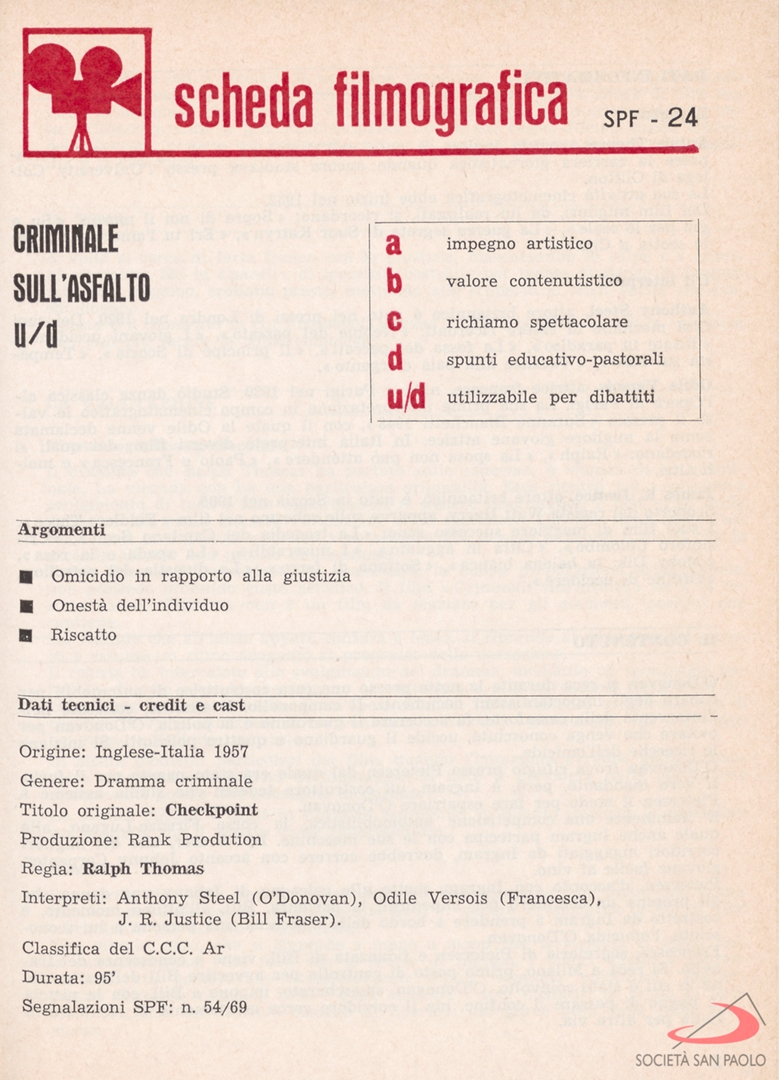 scheda filmografica SPF - 24
CRIMINALE
SULL'ASFALTO
u/d
a impegno artistico
b valore contenutistico
c richiamo spettacolare
d spunti educativo-pastorali
u/d utilizzabile per dibattiti
Argomenti
■ Omicidio in rapporto alla giustizia
■ Onestà dell'individuo
■ Riscatto
Dati tecnici - credit e cast
Origine: Inglese-Italia 1957
Genere: Dramma criminale
Titolo originale: Checkpoint
Produzione: Rank Prodution
Regìa: Ralph Thomas
Interpreti: Anthony Steel (O'Donovan), Odile Versois (Francesca),
J. R. Justice (Bill Fraser).
Classifica del C.C.C. Ar
Durata: 95'
Segnalazioni SPF: n. 54/69
SOCIETÀ SAN PAOLO